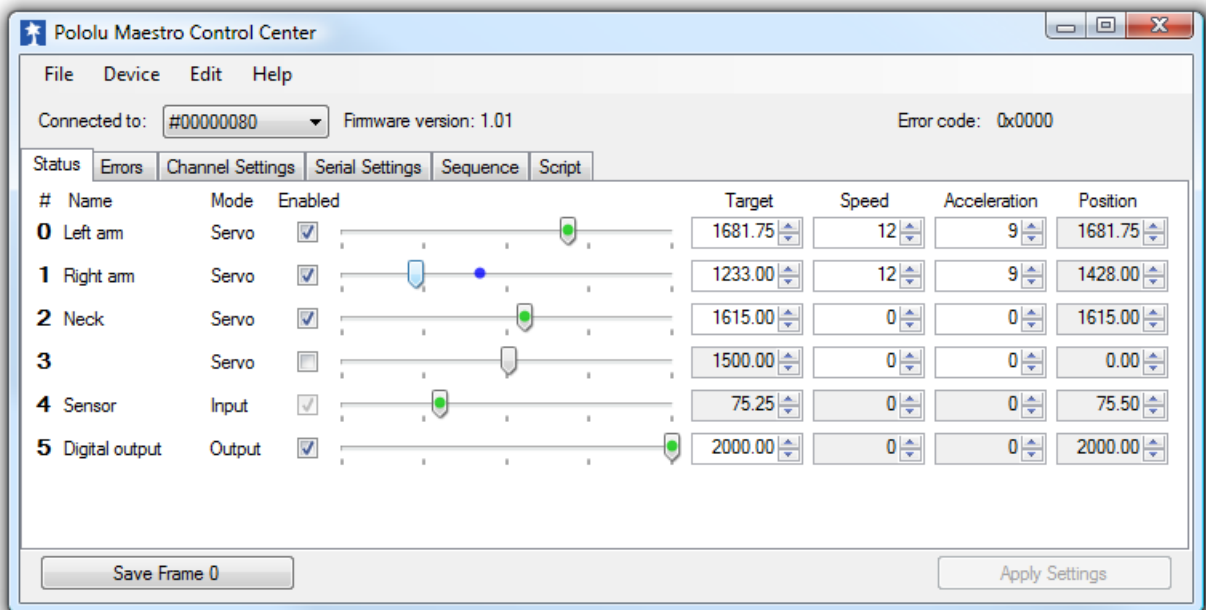 Pololu Maestro Control Center
File Device Edit Help
Connected to: #00000080 Firmware version: 1.01 Error code: 0x0000
Status Errors Channel Settings Serial Settings Sequence Script
# Name Mode Enabled Target Speed Acceleration Position
0 Left arm Servo 1681.75 12 9 1681.75
1 Right arm Servo 1233.00 12 9 1428.00
2 Neck Servo 1615.00 0 0 1615.00
3 Servo 1500.00 0 0 0.00
4 Sensor Input 75.25 0 0 75.50
5 Digital output Output 2000.00 0 0 2000.00
Save Frame 0 Apply Settings